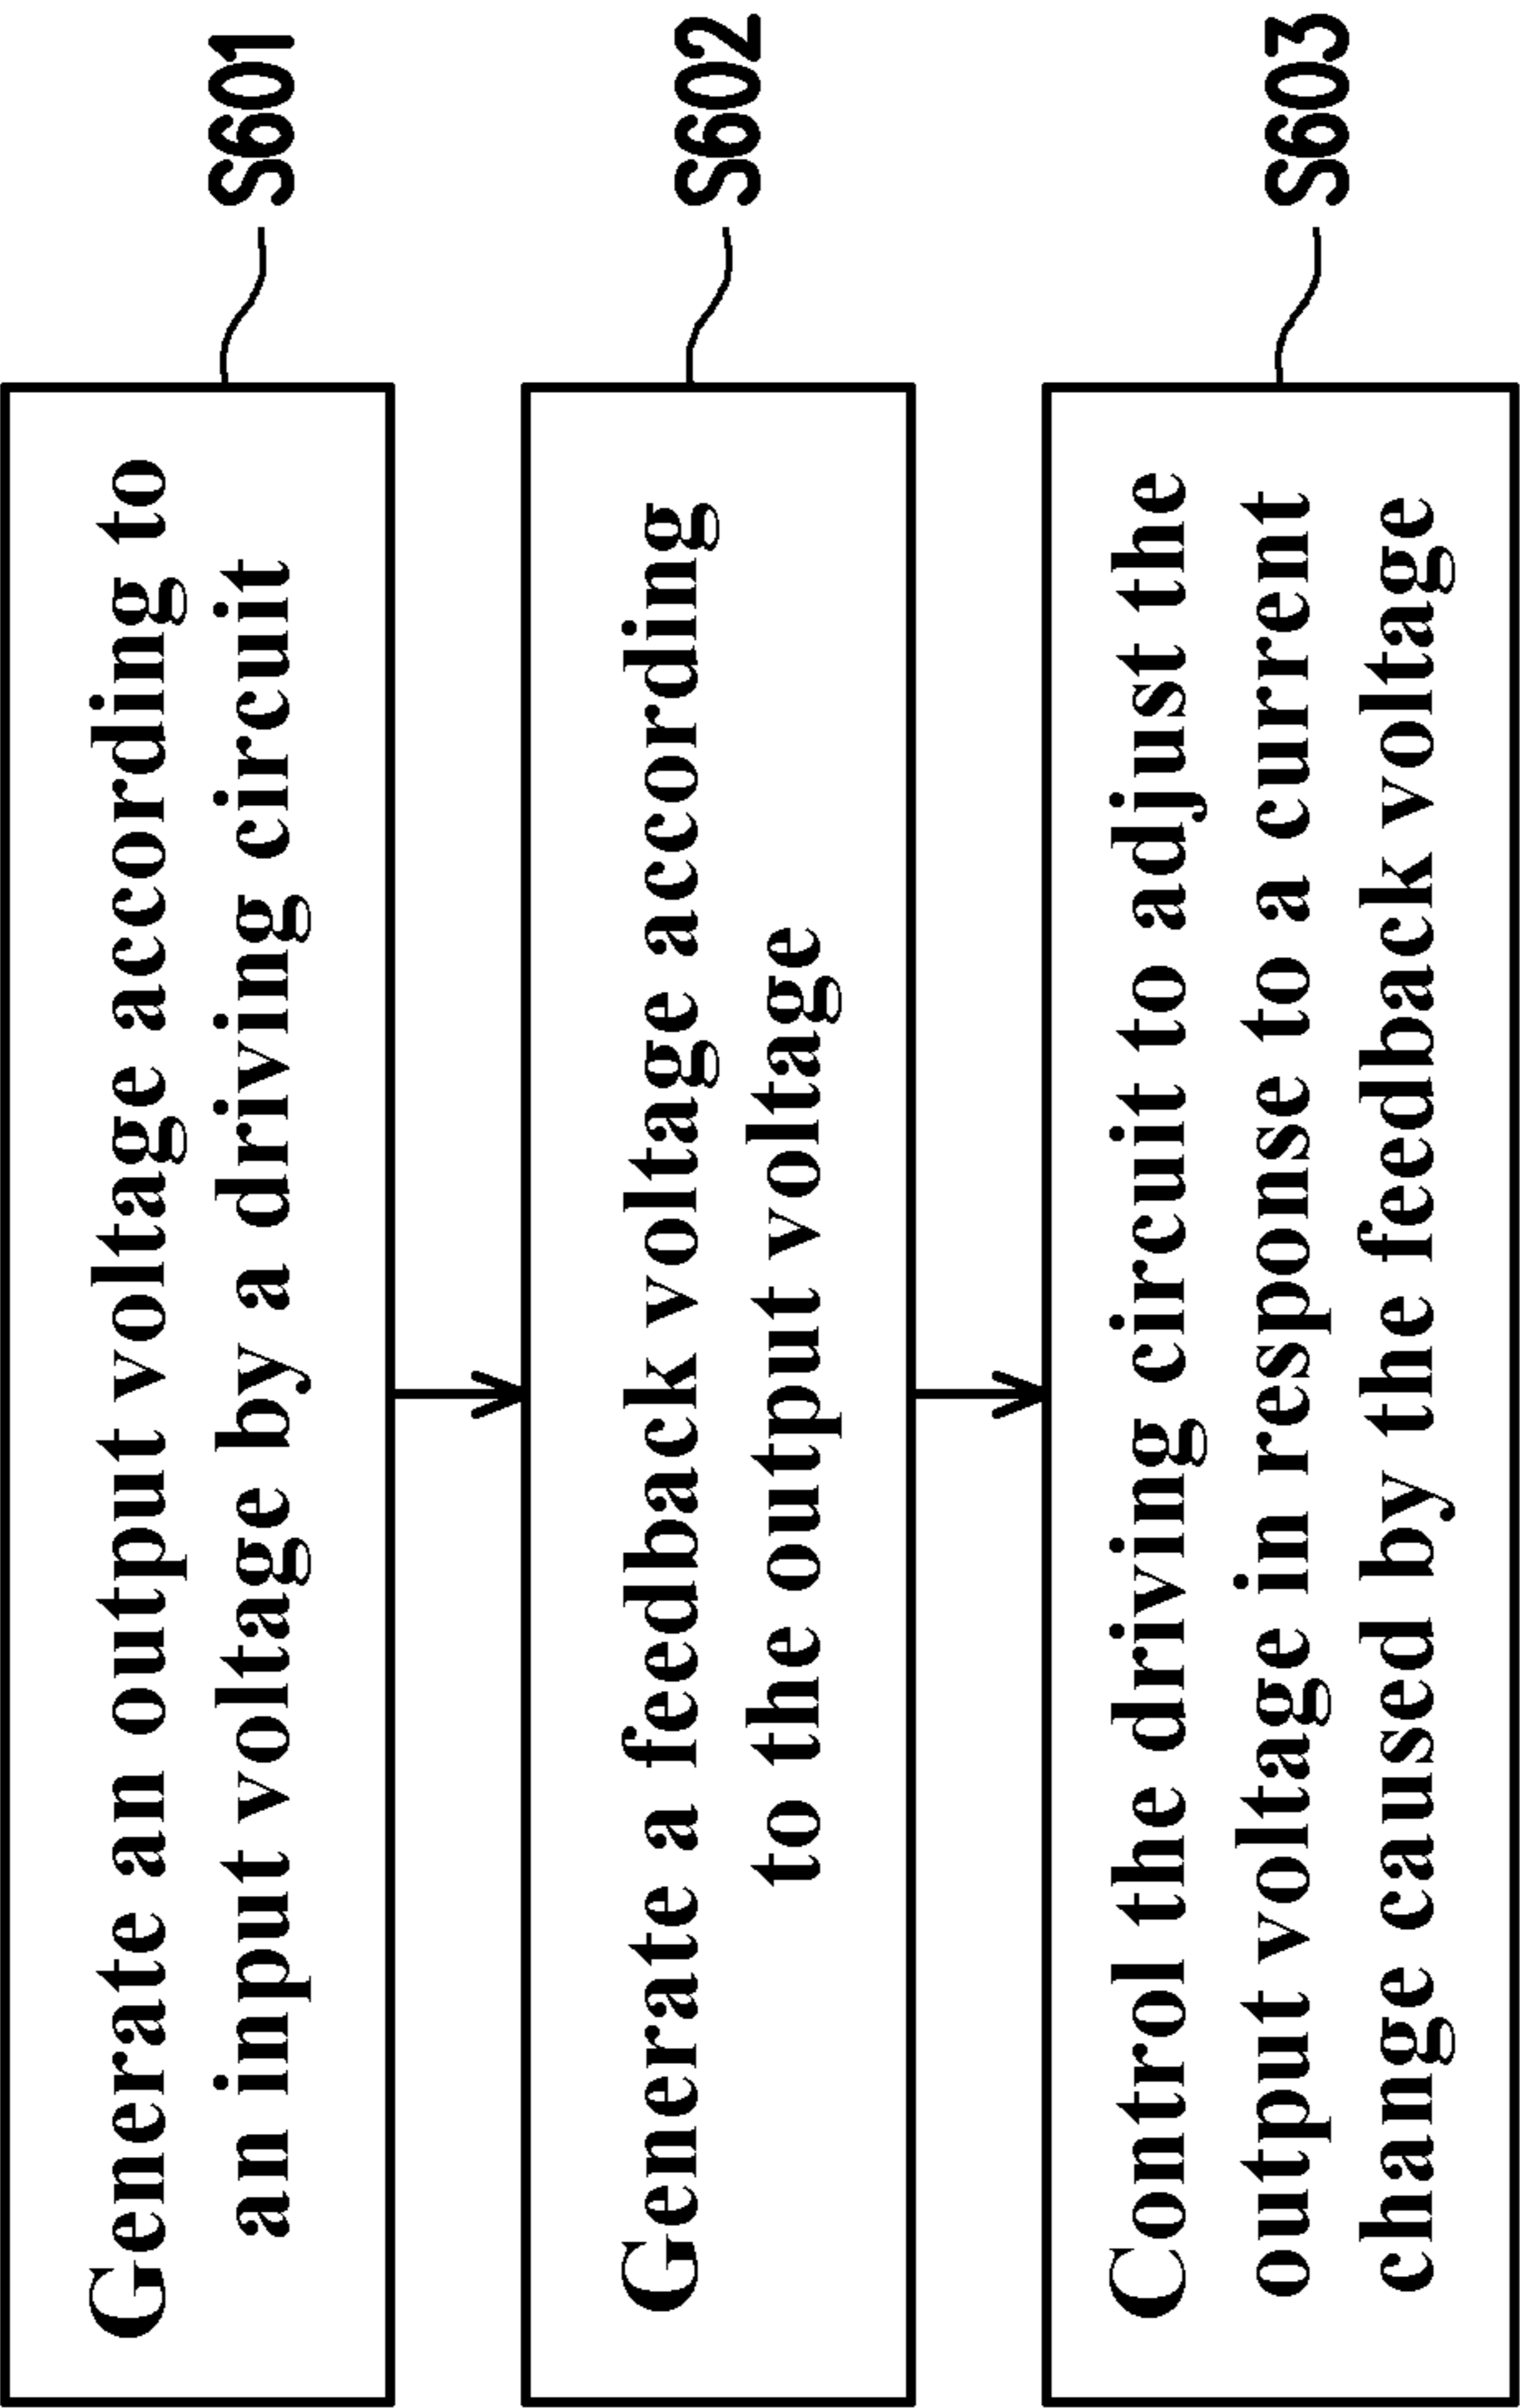 Generate an output voltage according to
an input voltage by a driving circuit
S601
Generate a feedback voltage according
to the output voltage
S602
Control the driving circuit to adjust the
output voltage in response to a current
change caused by the feedback voltage
S603